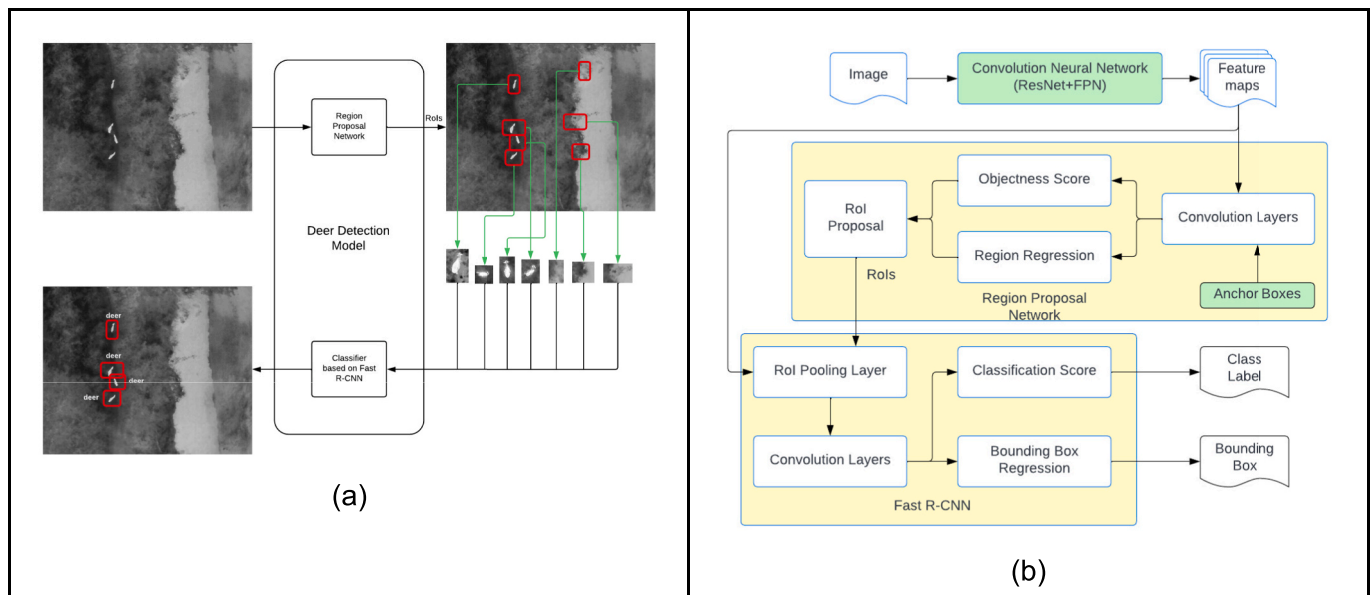 Region
Proposal
Network
RoIs
Deer Detection
Model
deer
deer
deer
deer
Classifier
based on Fast
R-CNN
(a)
Image
Convolution Neural Network
(ResNet+FPN)
Feature
maps
Objectness Score
RoI
Proposal
Convolution Layers
Region Regression
RoIs
Anchor Boxes
Region Proposal
Network
RoI Pooling Layer
Classification Score
Class
Label
Convolution Layers
Bounding Box
Regression
Bounding
Box
Fast R-CNN
(b)